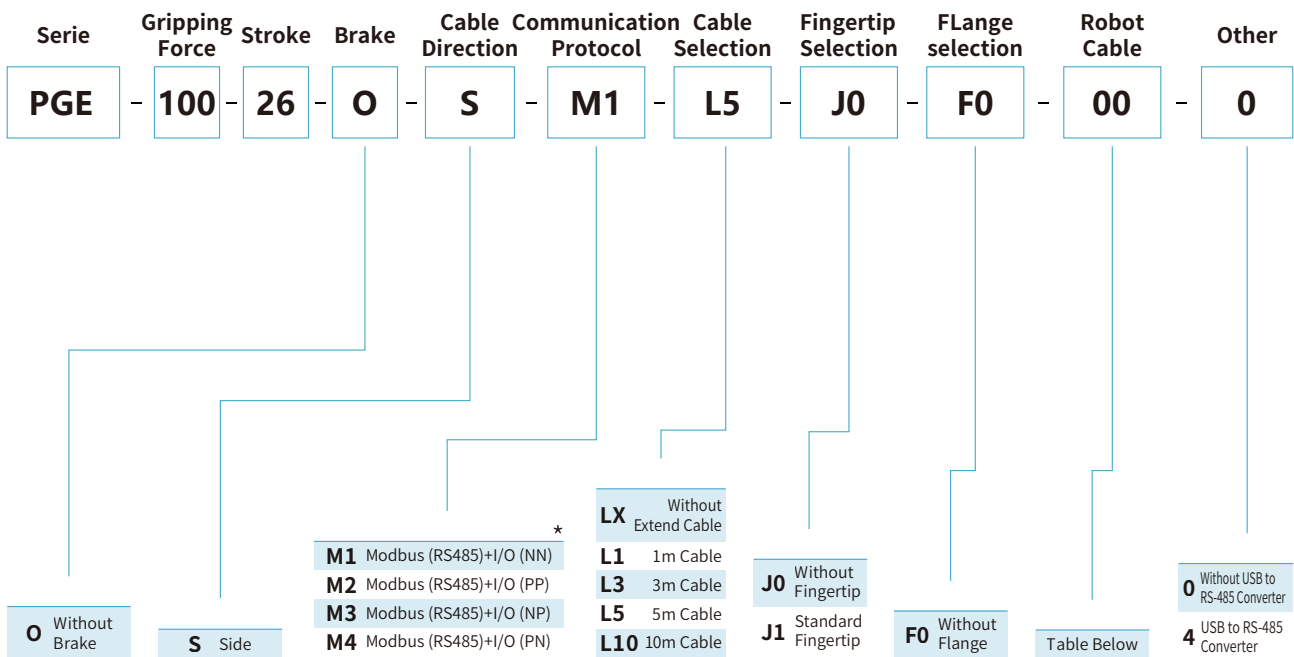 Serie
Gripping
Force
Stroke
Brake
Cable
Direction
Communication
Protocol
Cable
Selection
Fingertip
Selection
FLange
selection
Robot
Cable
Other
PGE - 100 - 26 - O - S - M1 - L5 - J0 - F0 - 00 - 0
O Without
Brake
S Side
*
M1 Modbus (RS485)+I/O (NN)
M2 Modbus (RS485)+I/O (PP)
M3 Modbus (RS485)+I/O (NP)
M4 Modbus (RS485)+I/O (PN)
LX Without
Extend Cable
L1 1m Cable
L3 3m Cable
L5 5m Cable
L10 10m Cable
J0 Without
Fingertip
J1 Standard
Fingertip
F0 Without
Flange
Table Below
0 Without USB to
RS-485 Converter
4 USB to RS-485
Converter